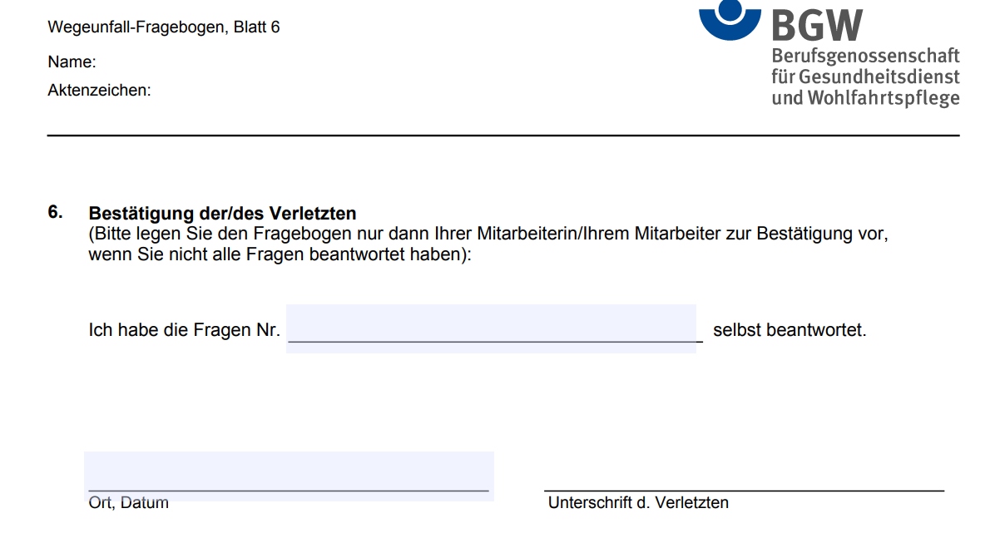 Wegeunfall-Fragebogen, Blatt 6
Name:
Aktenzeichen:
BGW
Berufsgenossenschaft
für Gesundheitsdienst
und Wohlfahrtspflege
6. Bestätigung der/des Verletzten
(Bitte legen Sie den Fragebogen nur dann Ihrer Mitarbeiterin/Ihrem Mitarbeiter zur Bestätigung vor,
wenn Sie nicht alle Fragen beantwortet haben):
Ich habe die Fragen Nr. selbst beantwortet.
Ort, Datum Unterschrift d. Verletzten